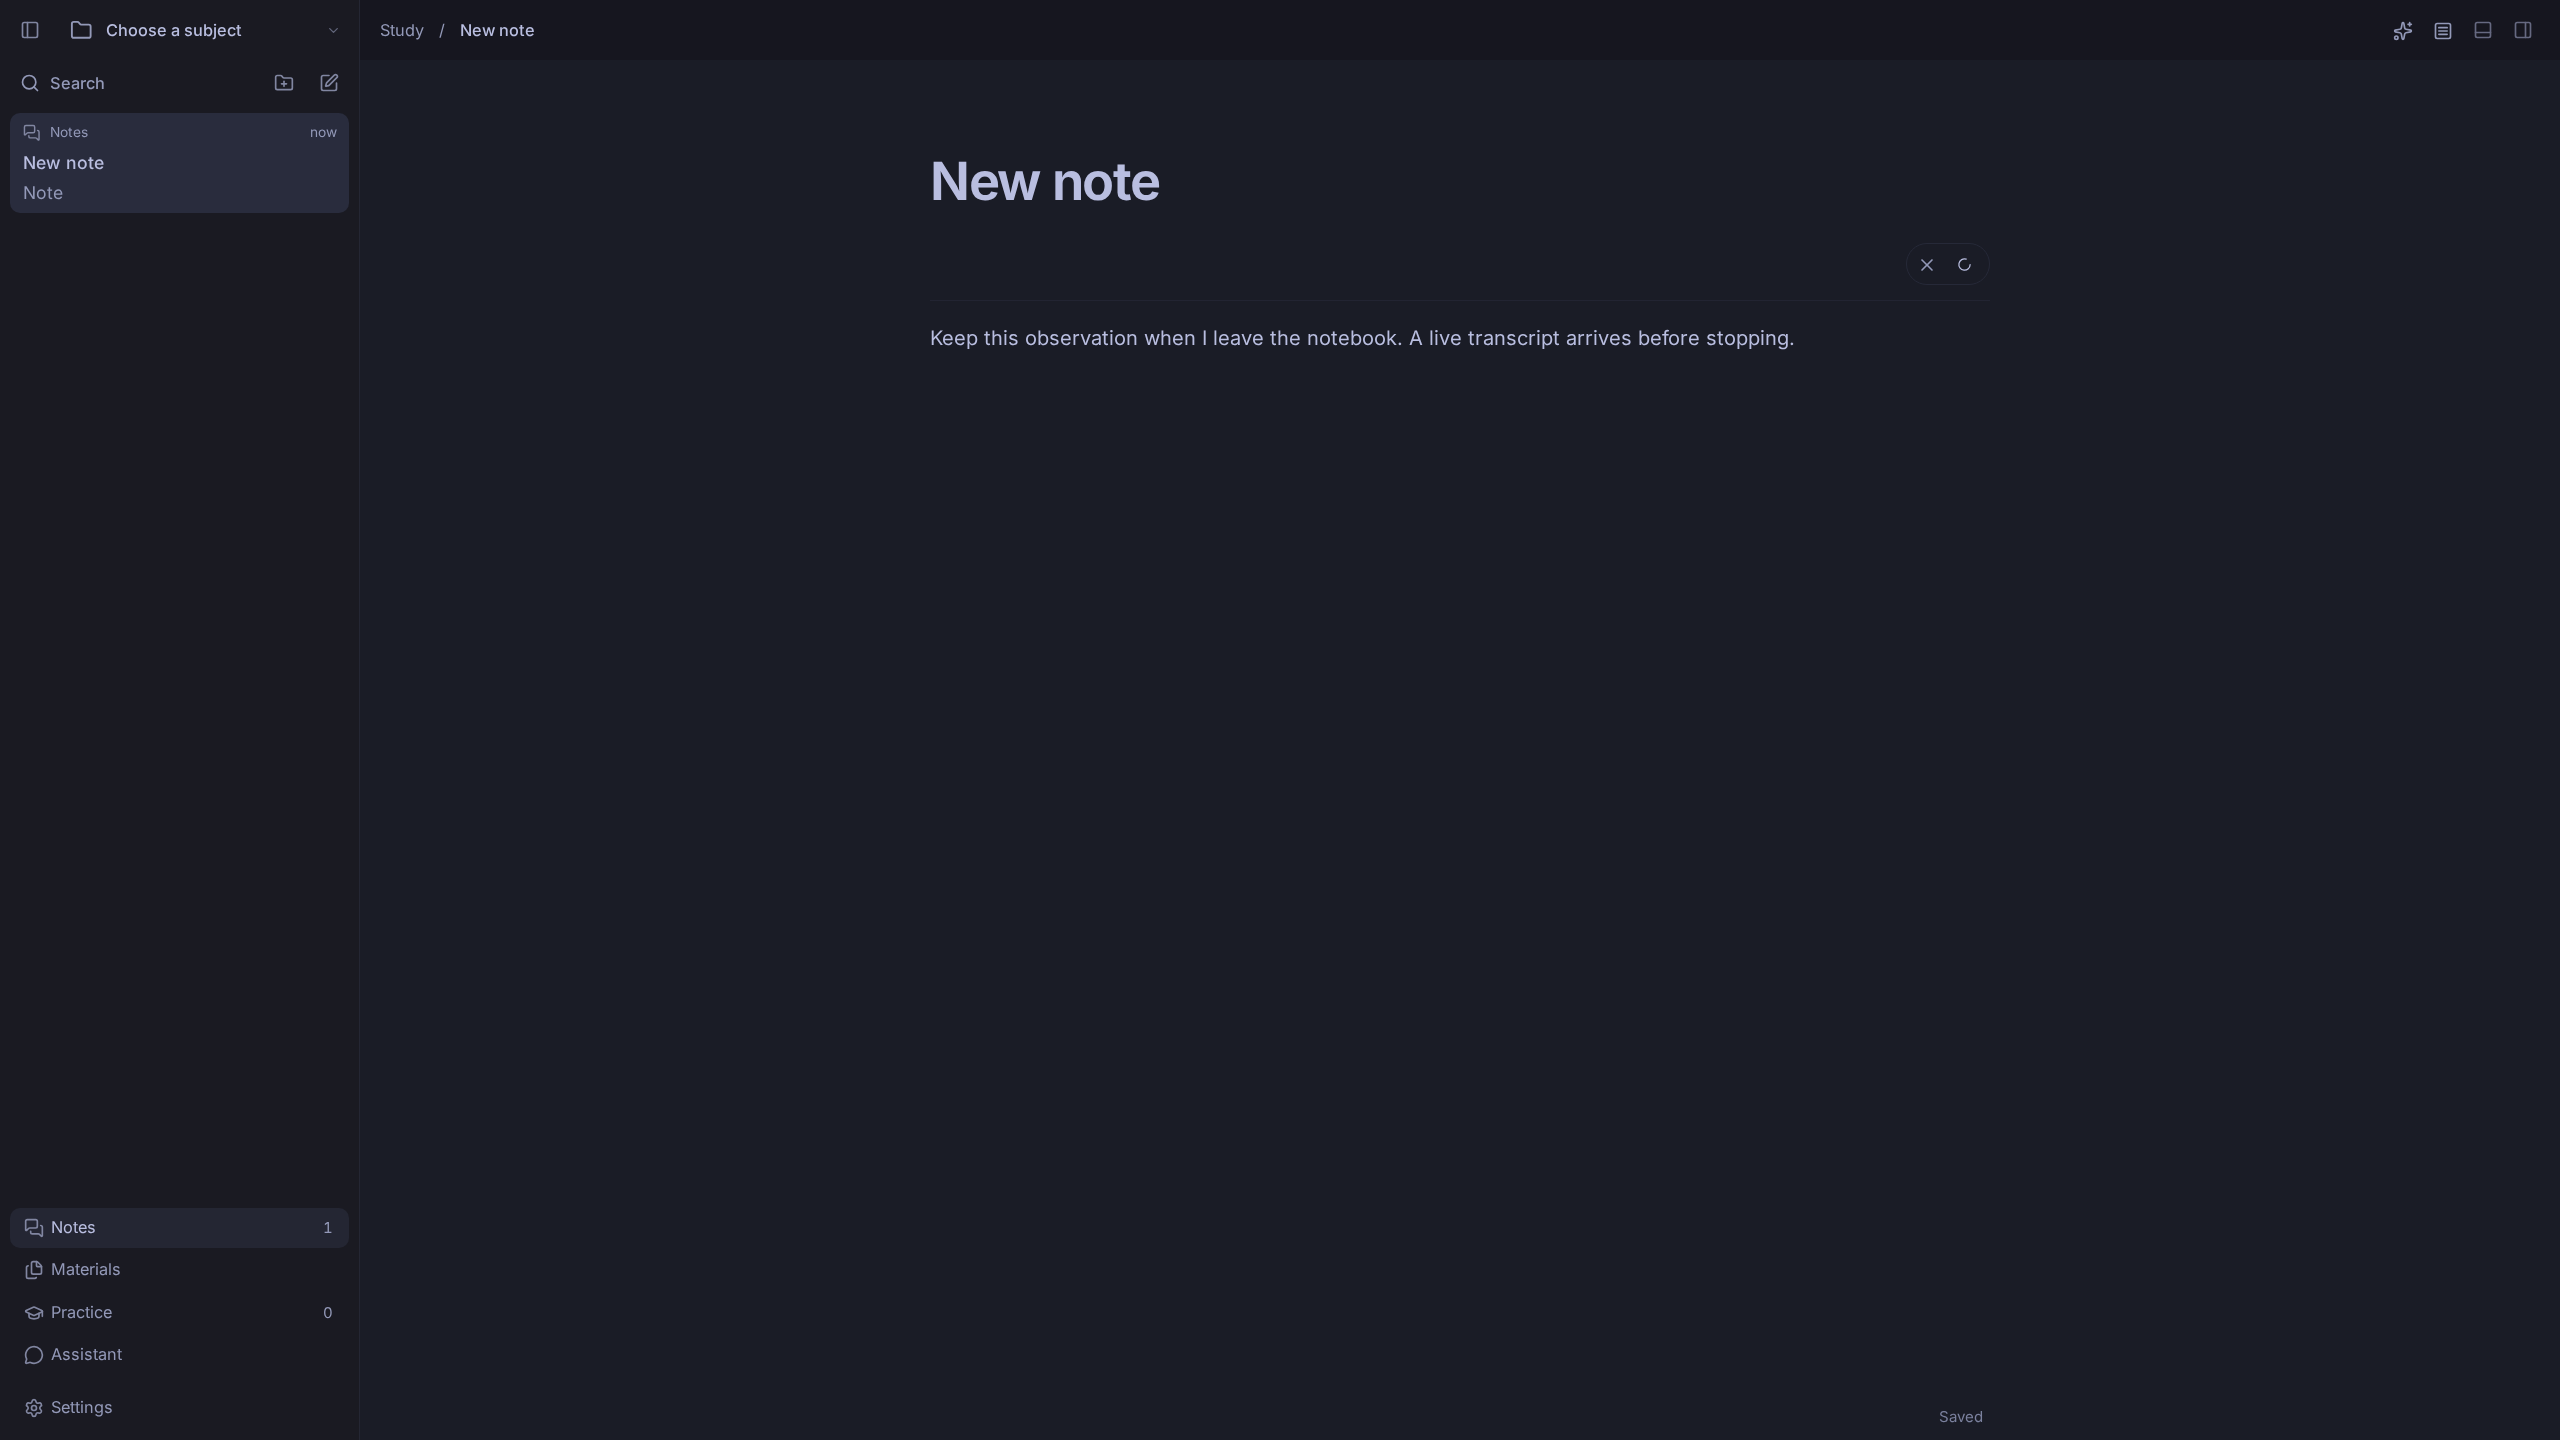 Choose a subject
Study / New note
Search
Notes now
New note
Note
New note
Keep this observation when I leave the notebook. A live transcript arrives before stopping.
Notes 1
Materials
Practice 0
Assistant
Settings
Saved